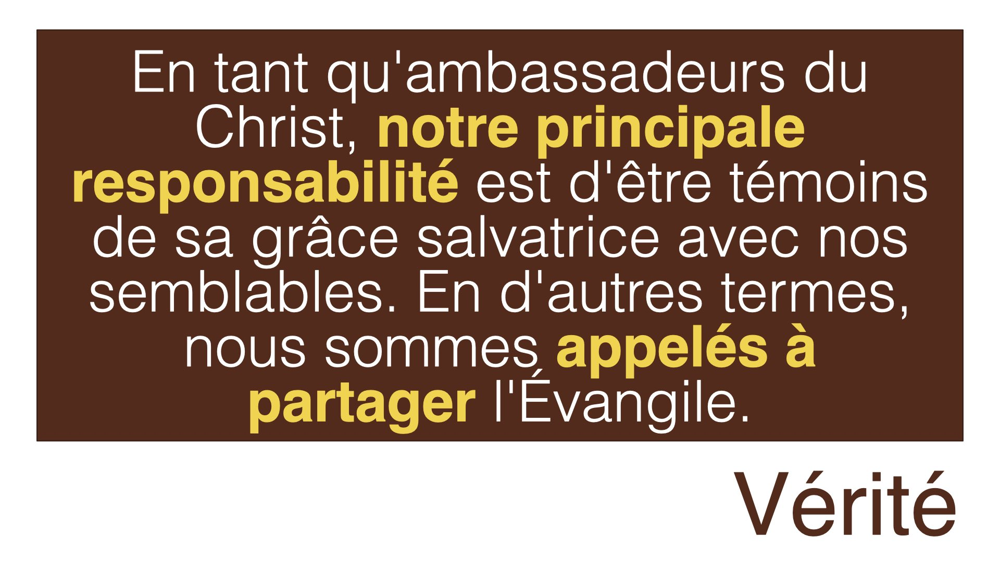 En tant qu'ambassadeurs du
Christ, notre principale
responsabilité est d'être témoins
de sa grâce salvatrice avec nos
semblables. En d'autres termes,
nous sommes appelés à
partager l'Évangile.
Vérité